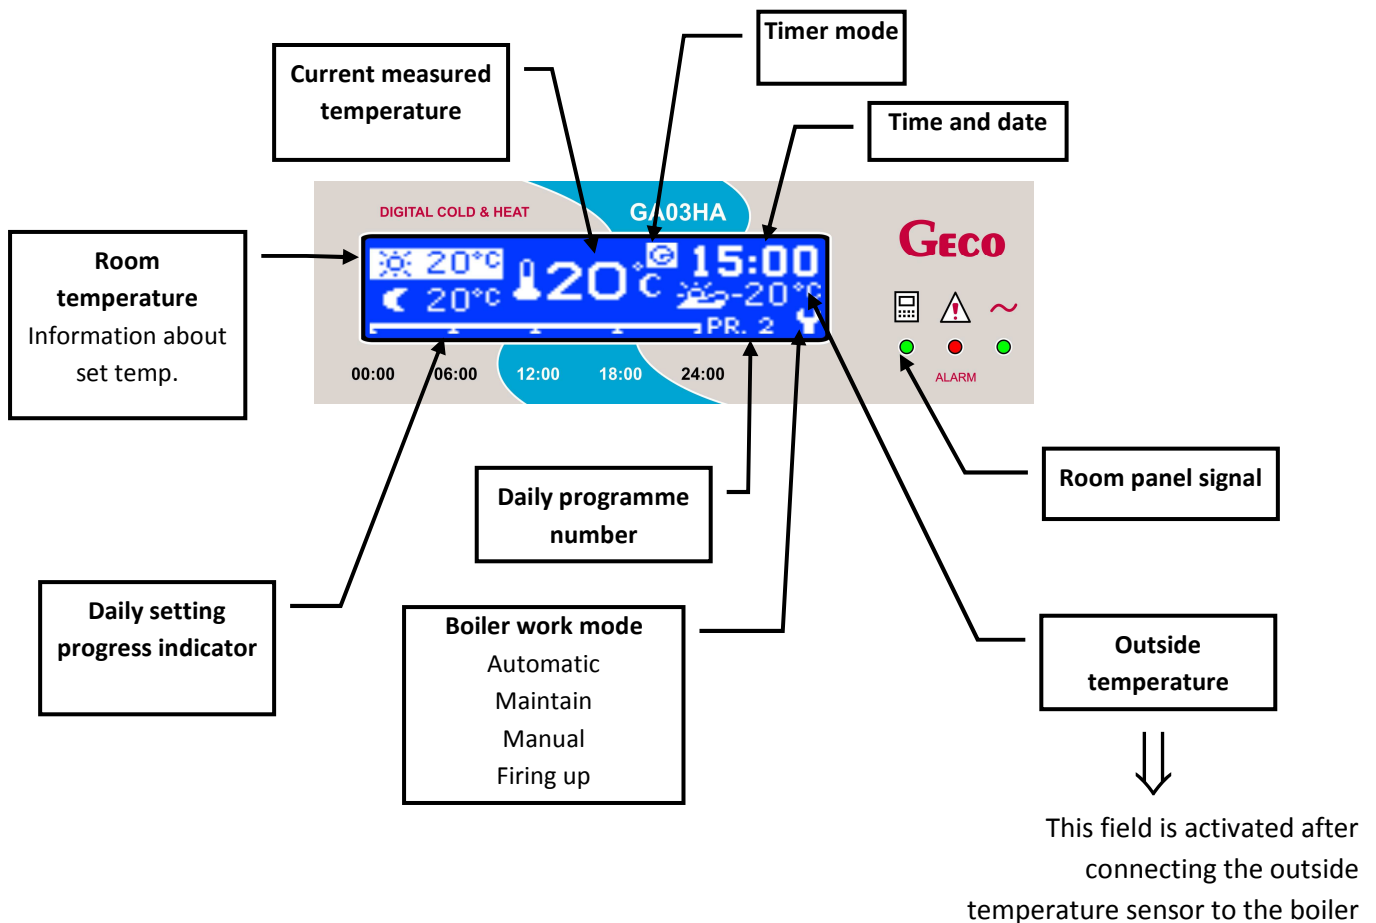 Timer mode
Current measured
temperature
Time and date
DIGITAL COLD & HEAT
GA03HA
GECO
Room
temperature
Information about
set temp.
20°C
20°C
20°C
G
15:00
-20°C
PR. 2
00:00 06:00 12:00 18:00 24:00
ALARM
Room panel signal
Daily programme
number
Daily setting
progress indicator
Boiler work mode
Automatic
Maintain
Manual
Firing up
Outside
temperature
This field is activated after
connecting the outside
temperature sensor to the boiler